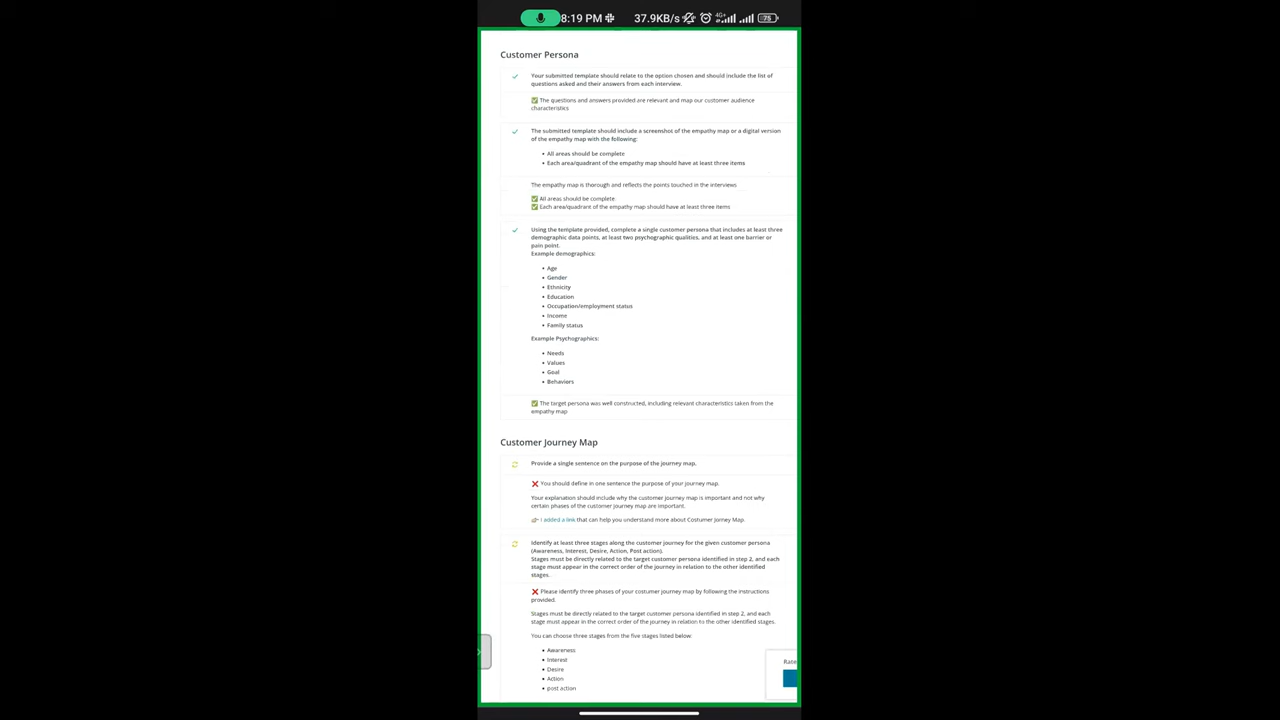 8:19 PM
37.9KB/s 4G+ 75
Customer Persona
Your submitted template should relate to the option chosen and should include the list of
questions asked and their answers from each interview.
✅ The questions and answers provided are relevant and map our customer audience
characteristics
The submitted template should include a screenshot of the empathy map or a digital version
of the empathy map with the following:
• All areas should be complete
• Each area/quadrant of the empathy map should have at least three items
The empathy map is thorough and reflects the points touched in the interviews
✅ All areas should be complete
✅ Each area/quadrant of the empathy map should have at least three items
Using the template provided, complete a single customer persona that includes at least three
demographic data points, at least two psychographic qualities, and at least one barrier or
pain point.
Example demographics:
• Age
• Gender
• Ethnicity
• Education
• Occupation/employment status
• Income
• Family status
Example Psychographics:
• Needs
• Values
• Goal
• Behaviors
✅ The target persona was well constructed, including relevant characteristics taken from the
empathy map
Customer Journey Map
Provide a single sentence on the purpose of the journey map.
❌ You should define in one sentence the purpose of your journey map.
Your explanation should include why the customer journey map is important and not why
certain phases of the customer journey map are important.
👉 I added a link that can help you understand more about Costumer Jorney Map.
Identify at least three stages along the customer journey for the given customer persona
(Awareness, Interest, Desire, Action, Post action).
Stages must be directly related to the target customer persona identified in step 2, and each
stage must appear in the correct order of the journey in relation to the other identified
stages.
❌ Please identify three phases of your costumer journey map by following the instructions
provided.
Stages must be directly related to the target customer persona identified in step 2, and each
stage must appear in the correct order of the journey in relation to the other identified stages.
You can choose three stages from the five stages listed below:
• Awareness
• Interest
• Desire
• Action
• post action
Rate